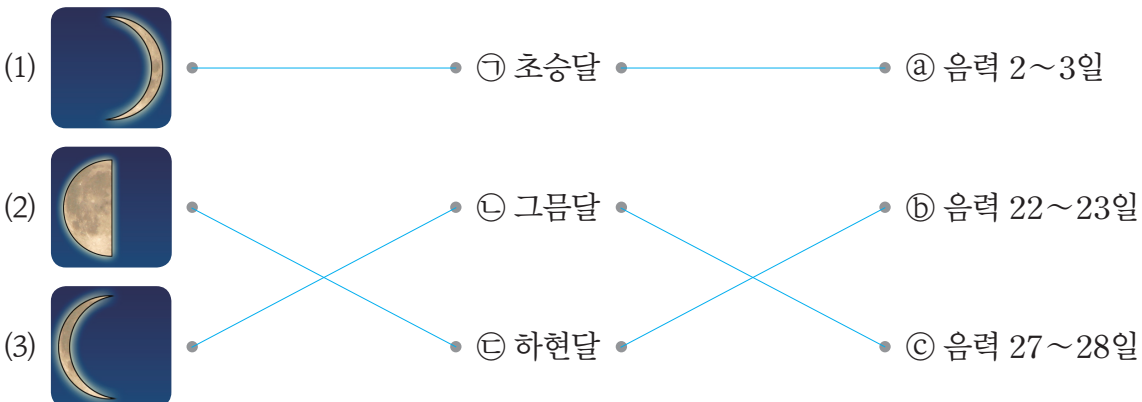 (1) ㉠ 초승달 ⓐ 음력 2～3일
(2) ㉡ 그믐달 ⓑ 음력 22～23일
(3) ㉢ 하현달 ⓒ 음력 27～28일